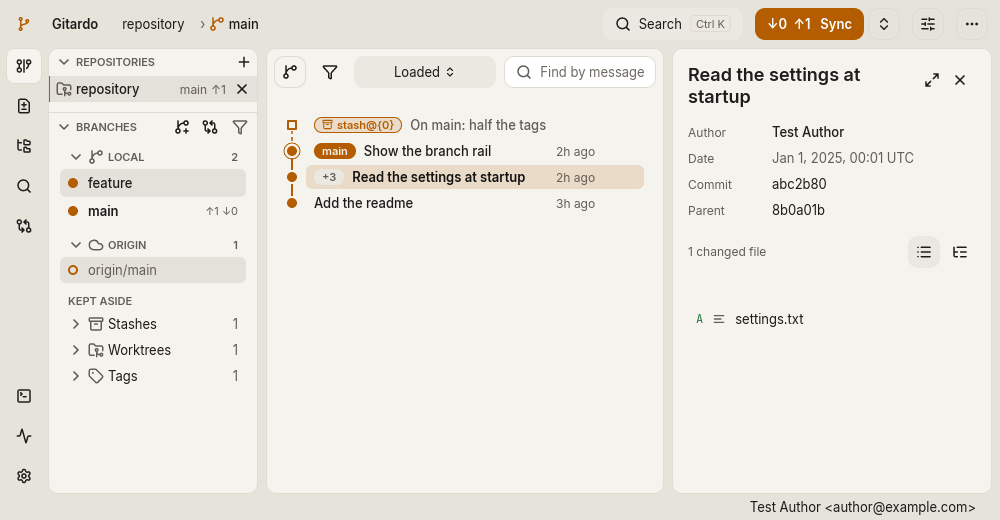 Gitardo repository main Search Ctrl K ↓0 ↑1 Sync
REPOSITORIES
repository main ↑1
BRANCHES
LOCAL 2
feature
main ↑1 ↓0
ORIGIN 1
origin/main
KEPT ASIDE
Stashes 1
Worktrees 1
Tags 1
Loaded Find by message
stash@{0} On main: half the tags
main Show the branch rail 2h ago
+3 Read the settings at startup 2h ago
Add the readme 3h ago
Read the settings at
startup
Author Test Author
Date Jan 1, 2025, 00:01 UTC
Commit abc2b80
Parent 8b0a01b
1 changed file
A settings.txt
Test Author <author@example.com>